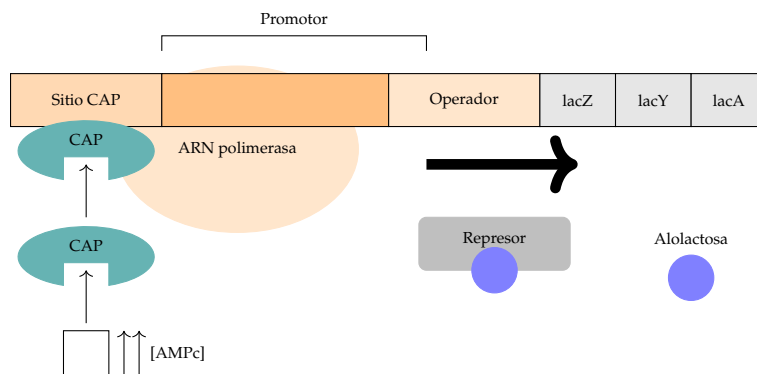 Promotor
Sitio CAP
Operador
lacZ
lacY
lacA
CAP
ARN polimerasa
CAP
Represor
Alolactosa
[AMPc]